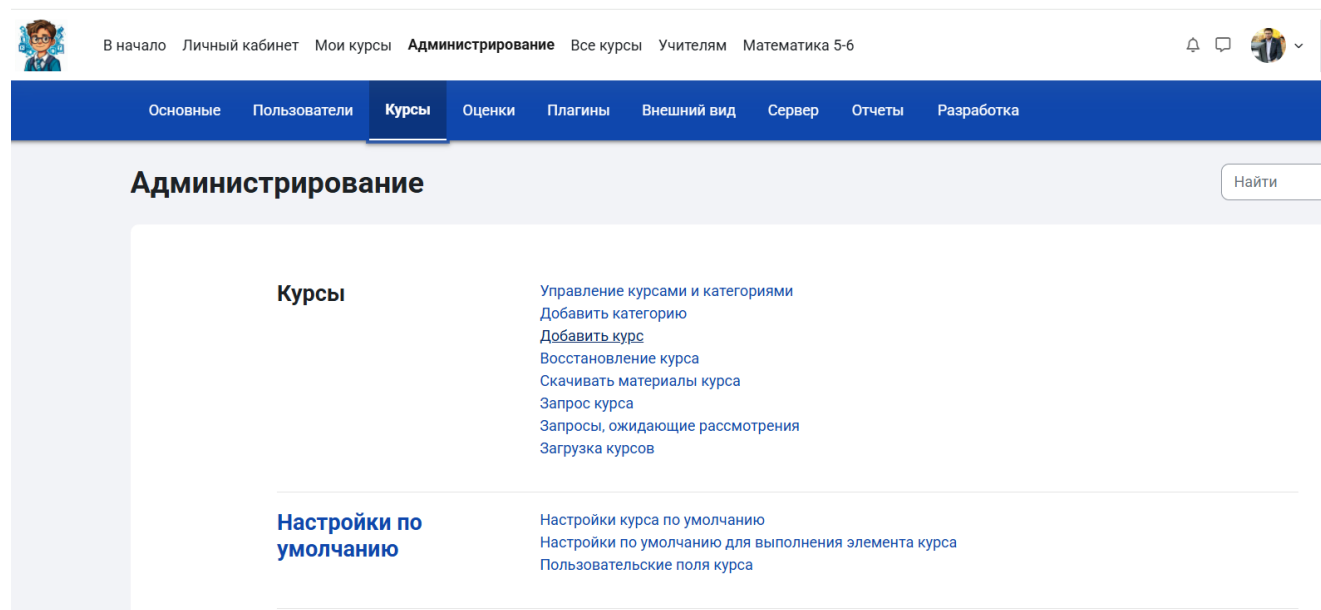 В начало Личный кабинет Мои курсы Администрирование Все курсы Учителям Математика 5-6
Основные Пользователи Курсы Оценки Плагины Внешний вид Сервер Отчеты Разработка
Администрирование
Найти
Курсы
Управление курсами и категориями
Добавить категорию
Добавить курс
Восстановление курса
Скачивать материалы курса
Запрос курса
Запросы, ожидающие рассмотрения
Загрузка курсов
Настройки по
умолчанию
Настройки курса по умолчанию
Настройки по умолчанию для выполнения элемента курса
Пользовательские поля курса